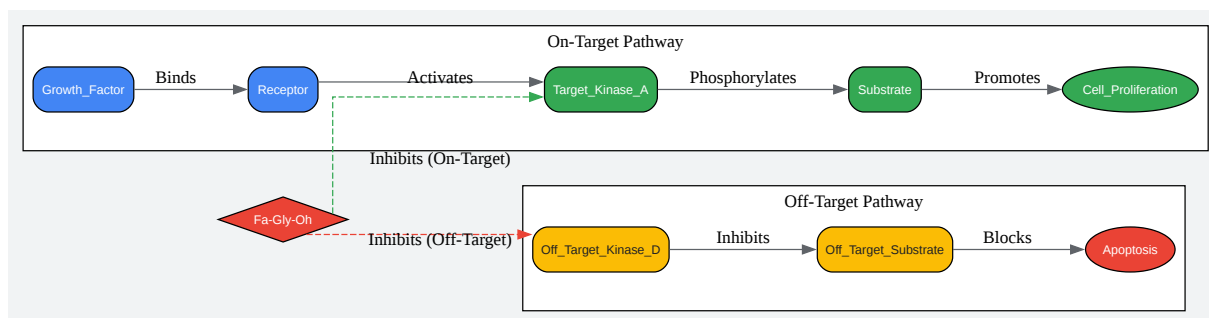 On-Target Pathway
Growth_Factor
Binds
Receptor
Activates
Target_Kinase_A
Phosphorylates
Substrate
Promotes
Cell_Proliferation
Inhibits (On-Target)
Fa-Gly-Oh
Inhibits (Off-Target)
Off-Target Pathway
Off_Target_Kinase_D
Inhibits
Off_Target_Substrate
Blocks
Apoptosis